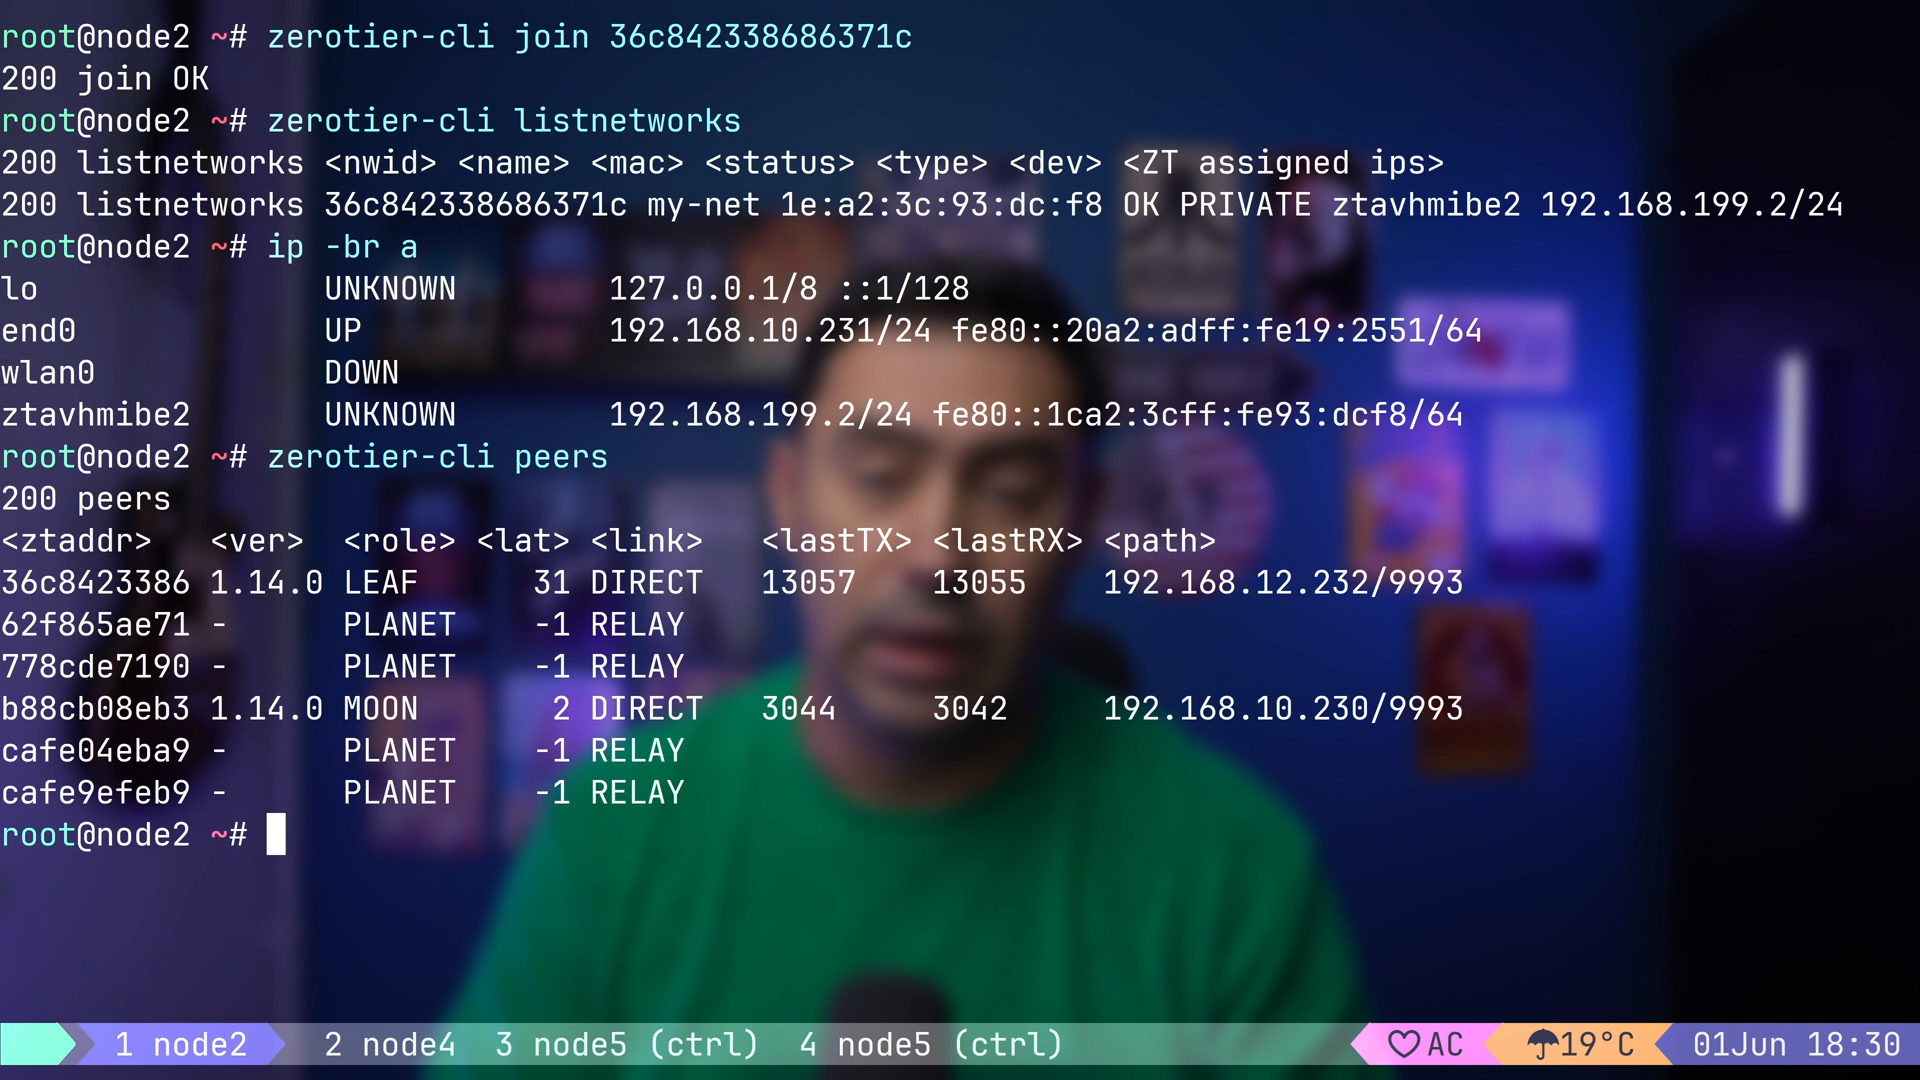 root@node2 ~# zerotier-cli join 36c842338686371c
200 join OK
root@node2 ~# zerotier-cli listnetworks
200 listnetworks <nwid> <name> <mac> <status> <type> <dev> <ZT assigned ips>
200 listnetworks 36c842338686371c my-net 1e:a2:3c:93:dc:f8 OK PRIVATE ztavhmibe2 192.168.199.2/24
root@node2 ~# ip -br a
lo UNKNOWN 127.0.0.1/8 ::1/128
end0 UP 192.168.10.231/24 fe80::20a2:adff:fe19:2551/64
wlan0 DOWN
ztavhmibe2 UNKNOWN 192.168.199.2/24 fe80::1ca2:3cff:fe93:dcf8/64
root@node2 ~# zerotier-cli peers
200 peers
<ztaddr> <ver> <role> <lat> <link> <lastTX> <lastRX> <path>
36c8423386 1.14.0 LEAF 31 DIRECT 13057 13055 192.168.12.232/9993
62f865ae71 - PLANET -1 RELAY
778cde7190 - PLANET -1 RELAY
b88cb08eb3 1.14.0 MOON 2 DIRECT 3044 3042 192.168.10.230/9993
cafe04eba9 - PLANET -1 RELAY
cafe9efeb9 - PLANET -1 RELAY
root@node2 ~#
1 node2 2 node4 3 node5 (ctrl) 4 node5 (ctrl) AC 19°C 01Jun 18:30